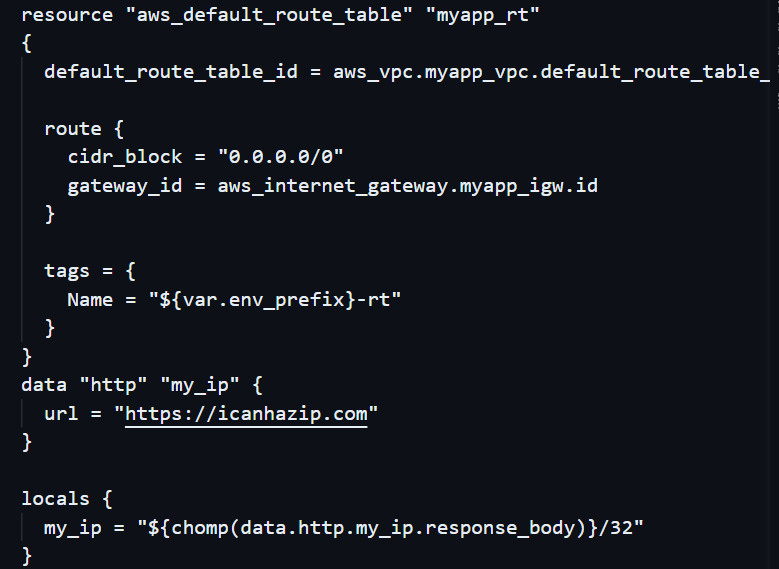 resource "aws_default_route_table" "myapp_rt"
{
  default_route_table_id = aws_vpc.myapp_vpc.default_route_table_
  route {
    cidr_block = "0.0.0.0/0"
    gateway_id = aws_internet_gateway.myapp_igw.id
  }
  tags = {
    Name = "${var.env_prefix}-rt"
  }
}
data "http" "my_ip" {
  url = "https://icanhazip.com"
}
locals {
  my_ip = "${chomp(data.http.my_ip.response_body)}/32"
}